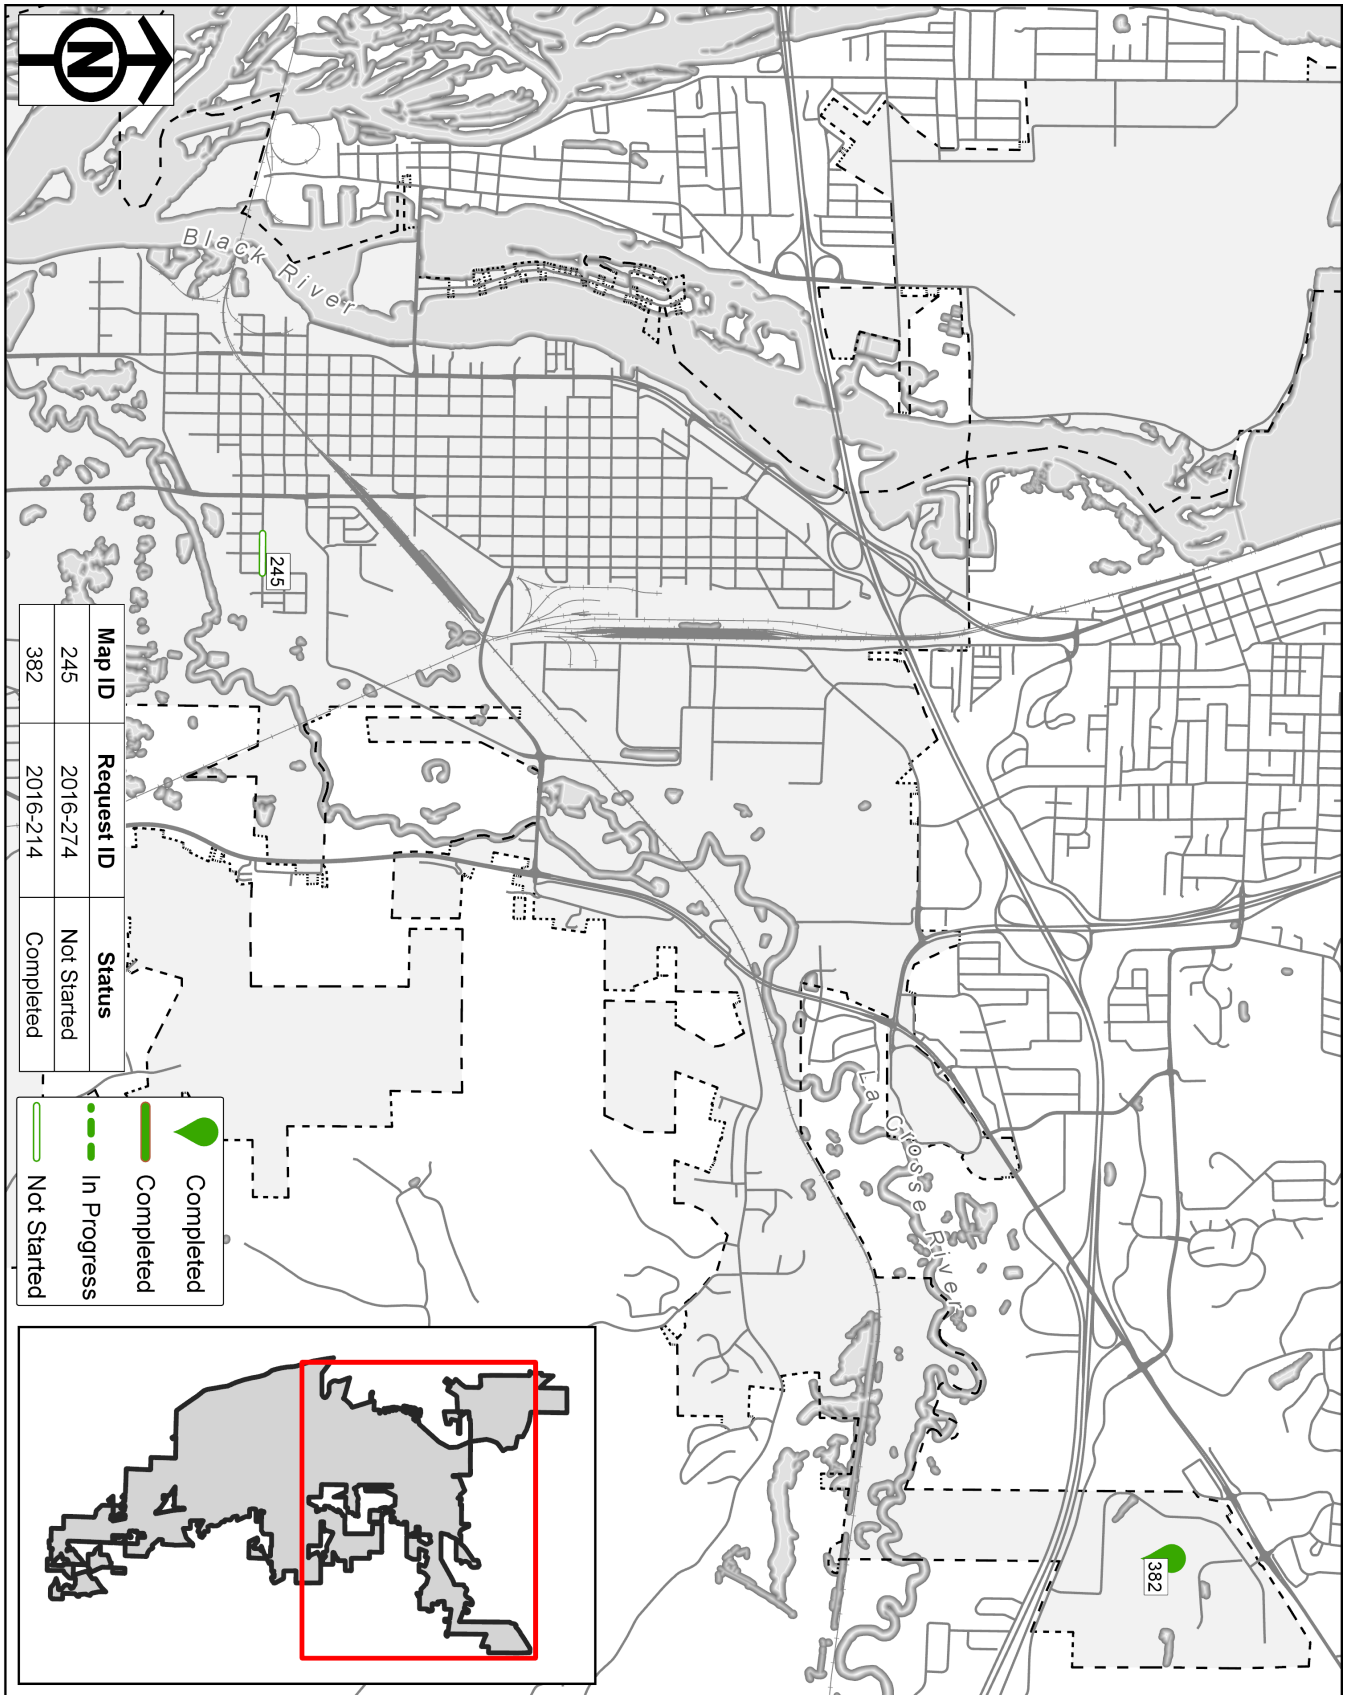 N
Black River
La Crosse River
245
382
Map ID Request ID Status
245 2016-274 Not Started
382 2016-214 Completed
Completed
Completed
In Progress
Not Started